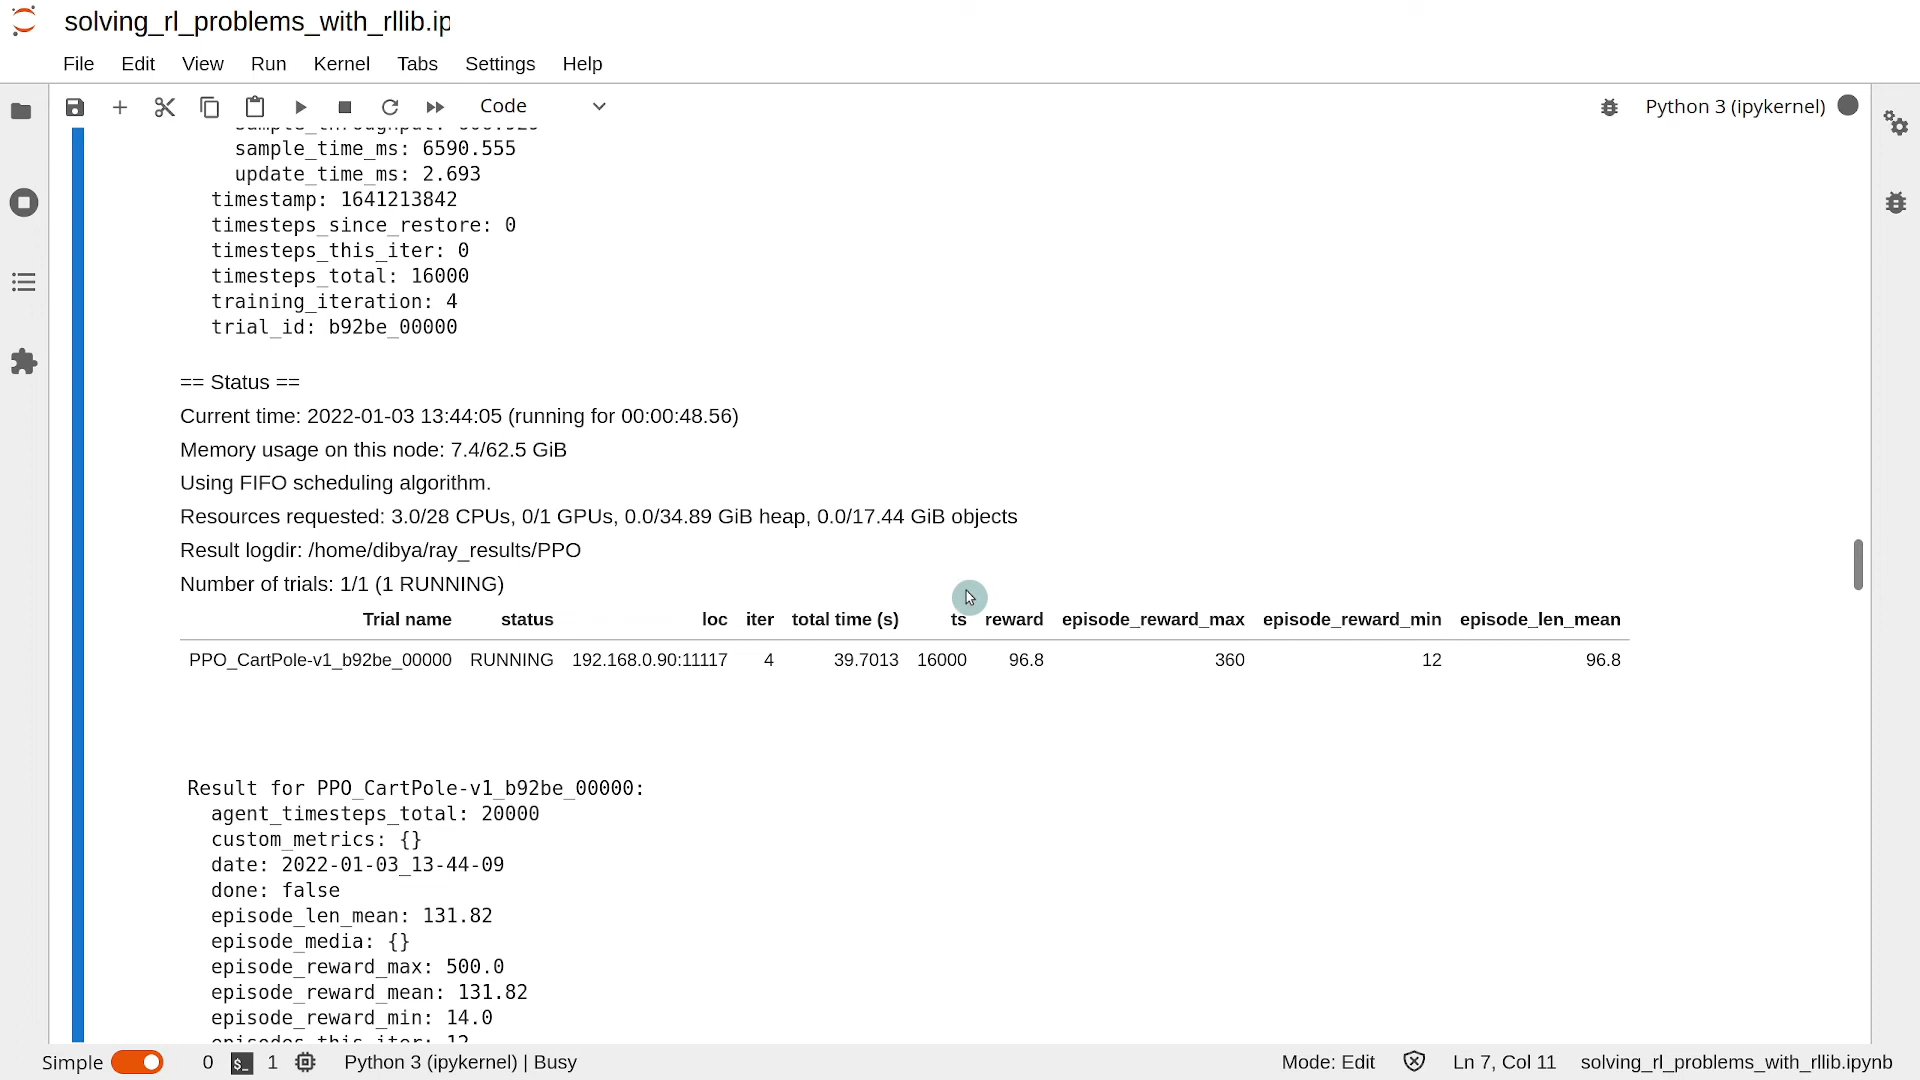 solving_rl_problems_with_rllib.ip
File Edit View Run Kernel Tabs Settings Help
Code
Python 3 (ipykernel)
sample_time_ms: 6590.555
update_time_ms: 2.693
timestamp: 1641213842
timesteps_since_restore: 0
timesteps_this_iter: 0
timesteps_total: 16000
training_iteration: 4
trial_id: b92be_00000
== Status ==
Current time: 2022-01-03 13:44:05 (running for 00:00:48.56)
Memory usage on this node: 7.4/62.5 GiB
Using FIFO scheduling algorithm.
Resources requested: 3.0/28 CPUs, 0/1 GPUs, 0.0/34.89 GiB heap, 0.0/17.44 GiB objects
Result logdir: /home/dibya/ray_results/PPO
Number of trials: 1/1 (1 RUNNING)
Trial name status loc iter total time (s) ts reward episode_reward_max episode_reward_min episode_len_mean
PPO_CartPole-v1_b92be_00000 RUNNING 192.168.0.90:11117 4 39.7013 16000 96.8 360 12 96.8
Result for PPO_CartPole-v1_b92be_00000:
agent_timesteps_total: 20000
custom_metrics: {}
date: 2022-01-03_13-44-09
done: false
episode_len_mean: 131.82
episode_media: {}
episode_reward_max: 500.0
episode_reward_mean: 131.82
episode_reward_min: 14.0
Simple 0 $_ 1 Python 3 (ipykernel) | Busy Mode: Edit Ln 7, Col 11 solving_rl_problems_with_rllib.ipynb